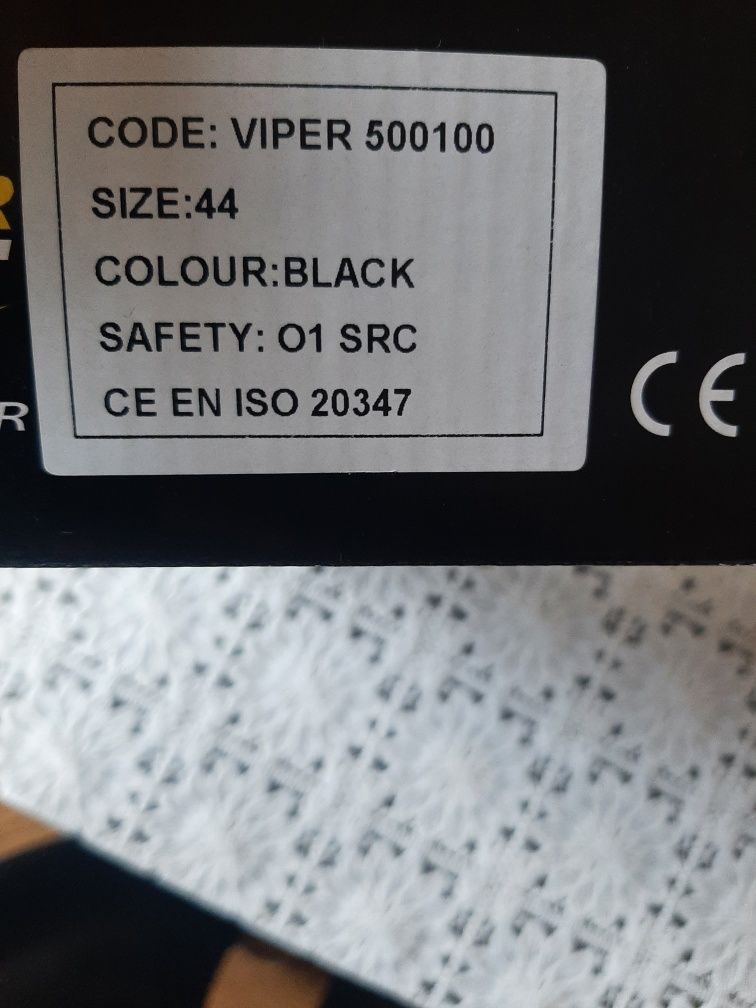 CODE: VIPER 500100
SIZE:44
COLOUR:BLACK
SAFETY: O1 SRC
CE EN ISO 20347
CE
R
R